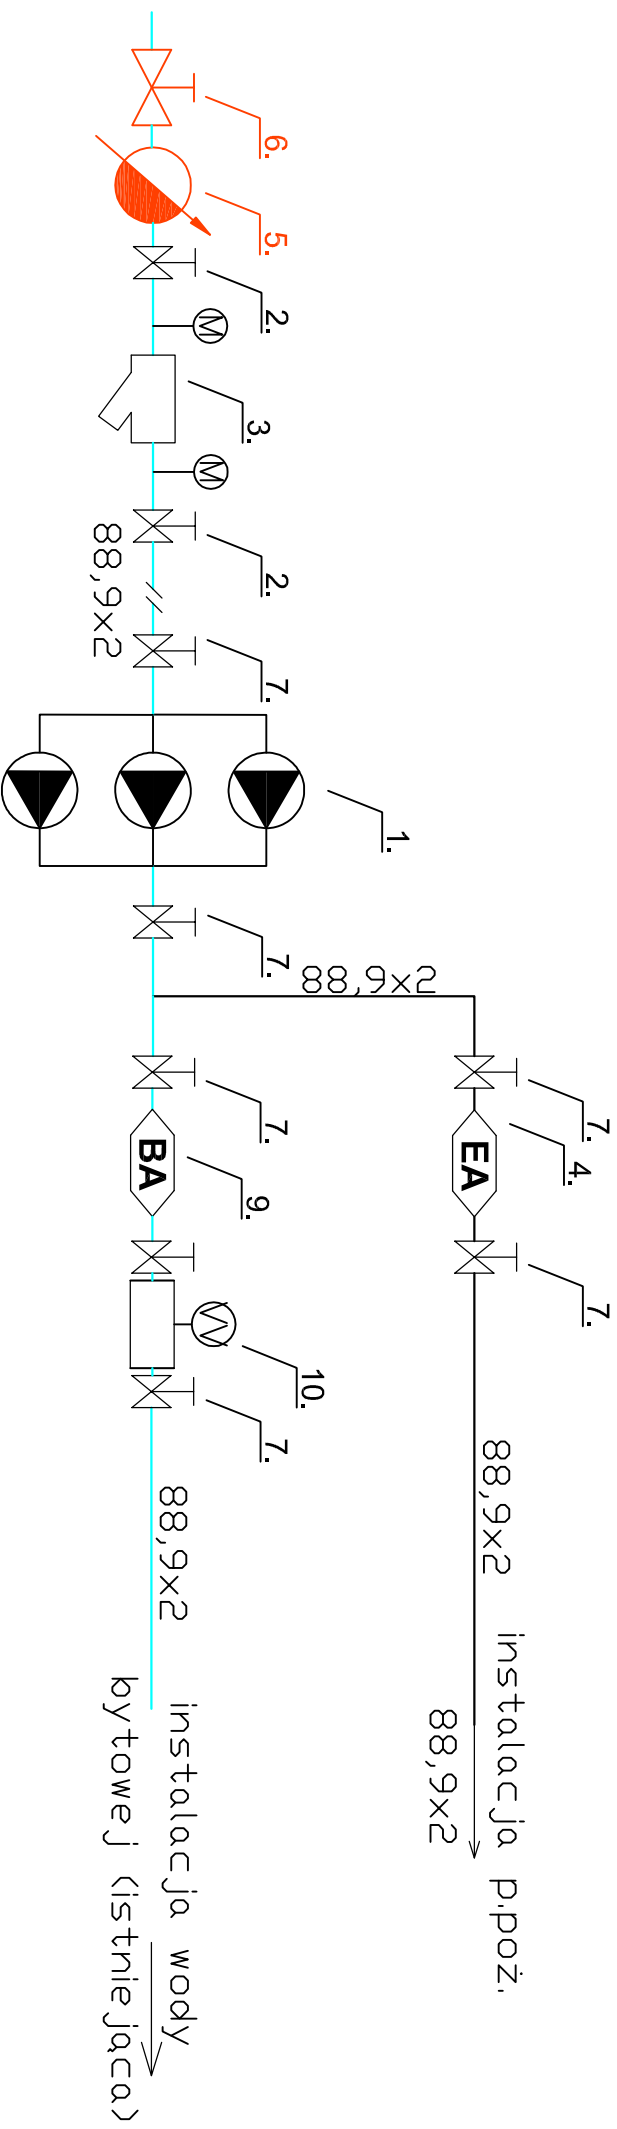 6.
5.
2.
M
3.
M
2.
88,9x2
7.
1.
7.
88,9x2
7.
7.
4.
EA
BA
9.
7.
W
10.
7.
88,9x2
88,9x2
instalacja p.poż.
88,9x2
instalacja wody
bytowej (istniejąca)